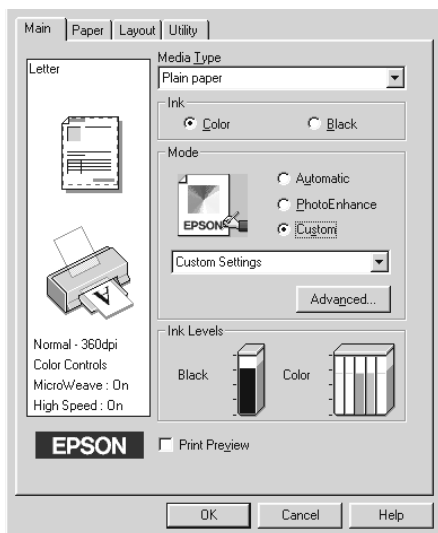 Main Paper Layout Utility
Letter
Media Type
Plain paper
Ink
Color Black
Mode
EPSON
Automatic
PhotoEnhance
Custom
Custom Settings
Advanced...
Normal - 360dpi
Color Controls
MicroWeave : On
High Speed : On
Ink Levels
Black Color
EPSON
Print Preview
OK Cancel Help